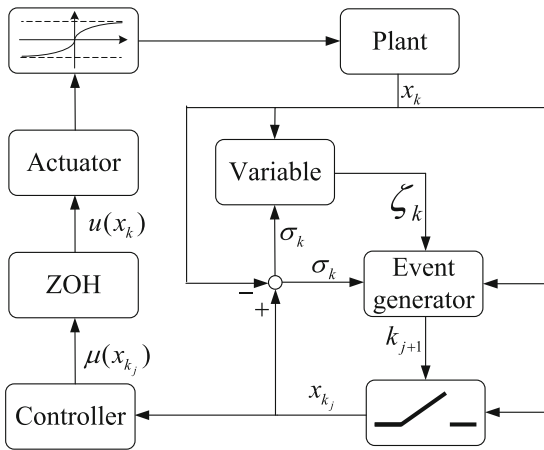 Plant
x_k
Actuator
Variable
ζ_k
u(x_k)
σ_k
ZOH
−
σ_k
Event
generator
+
μ(x_{k_j})
k_{j+1}
Controller
x_{k_j}